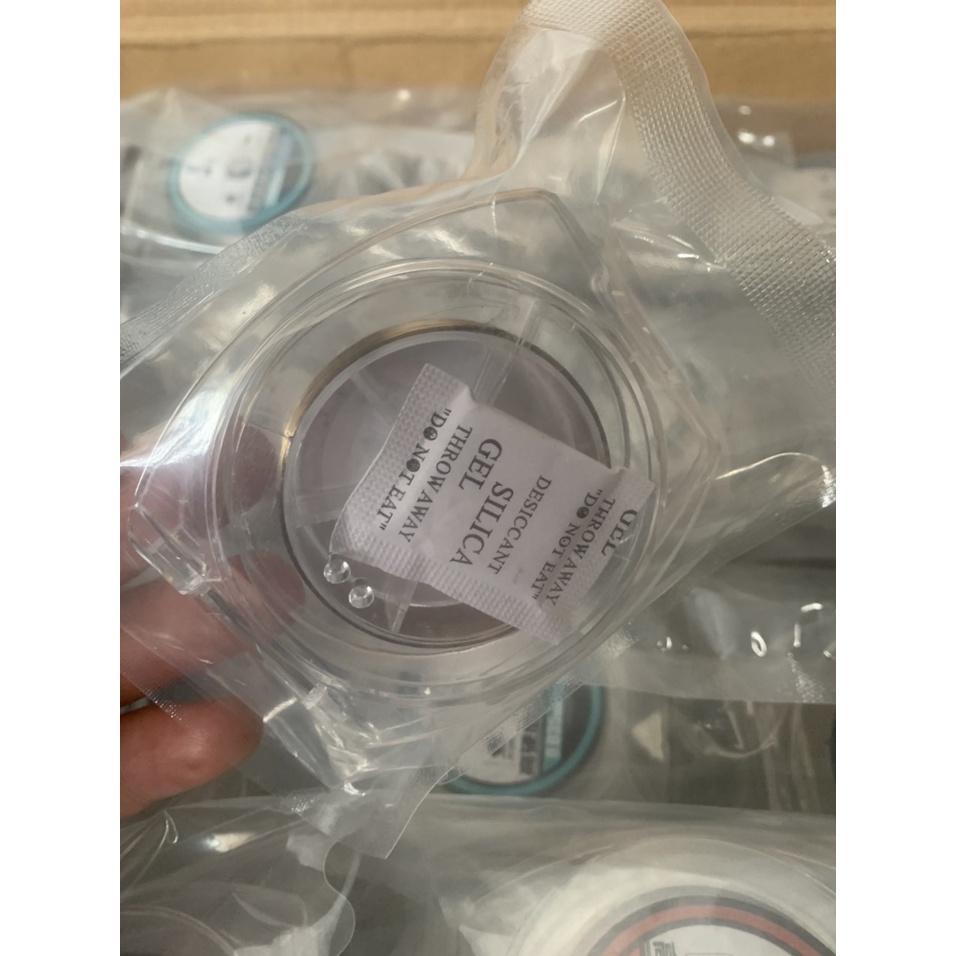 GEL
THROW AWAY
"DO NOT EAT"
DESICCANT
SILICA
GEL
THROW AWAY
"DO NOT EAT"